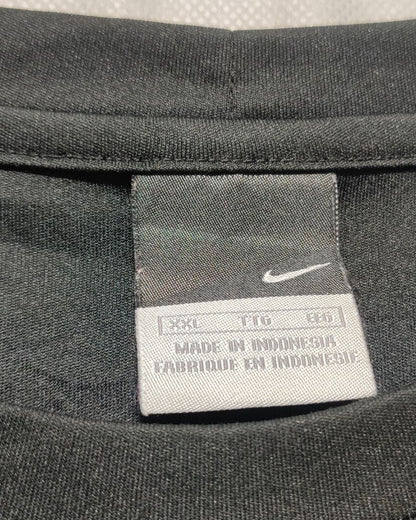 XXL TTG EEG
MADE IN INDONESIA
FABRIQUE EN INDONESIE